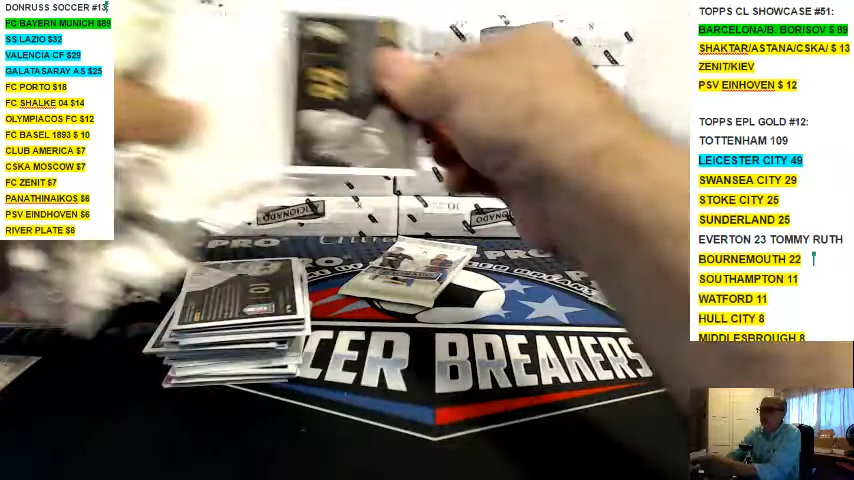 DONRUSS SOCCER #13
FC BAYERN MUNICH $89
SS LAZIO $32
VALENCIA CF $29
GALATASARAY AS $25
FC PORTO $18
FC SHALKE 04 $14
OLYMPIACOS FC $12
FC BASEL 1893 $ 10
CLUB AMERICA $7
CSKA MOSCOW $7
FC ZENIT $7
PANATHINAIKOS $6
PSV EINDHOVEN $6
RIVER PLATE $6
TOPPS CL SHOWCASE #51:
BARCELONA/B. BORISOV $ 89
SHAKTAR/ASTANA/CSKA/ $ 13
ZENIT/KIEV
PSV EINHOVEN $ 12
TOPPS EPL GOLD #12:
TOTTENHAM 109
LEICESTER CITY 49
SWANSEA CITY 29
STOKE CITY 25
SUNDERLAND 25
EVERTON 23 TOMMY RUTH
BOURNEMOUTH 22
SOUTHAMPTON 11
WATFORD 11
HULL CITY 8
MIDDLESBROUGH 8
PRO
CER BREAKERS